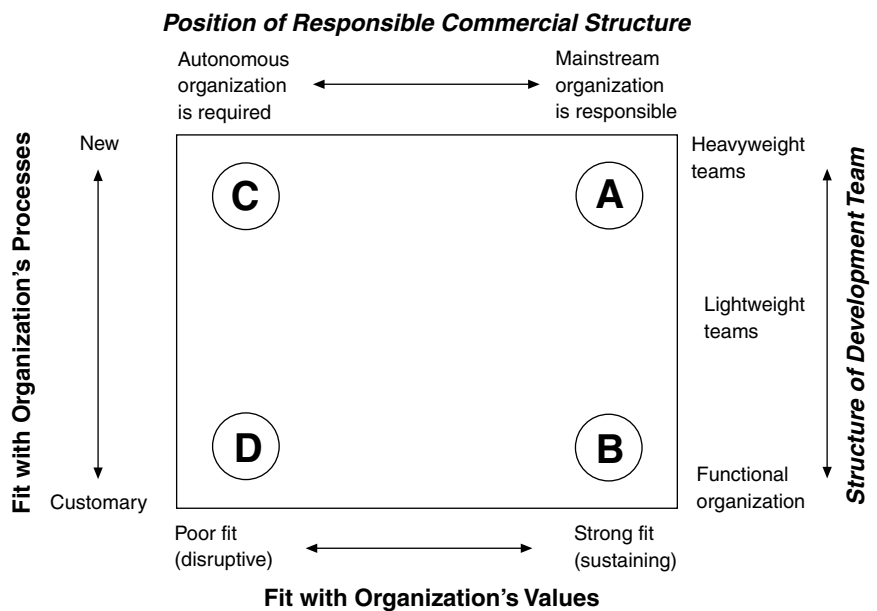 Position of Responsible Commercial Structure
Autonomous
organization
is required
Mainstream
organization
is responsible
Fit with Organization's Processes
New
Customary
C
A
D
B
Heavyweight
teams
Lightweight
teams
Functional
organization
Structure of Development Team
Poor fit
(disruptive)
Strong fit
(sustaining)
Fit with Organization's Values